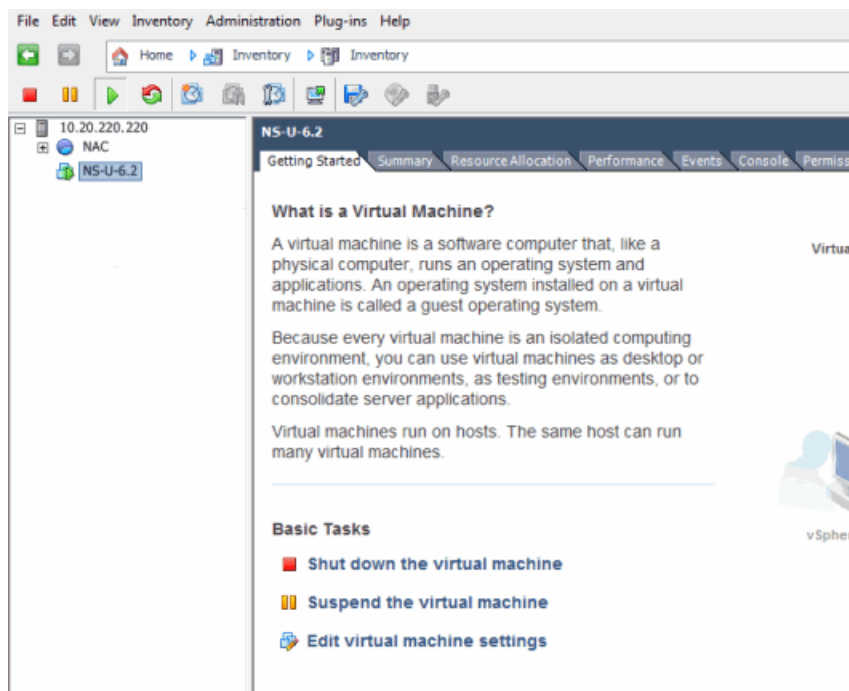 File Edit View Inventory Administration Plug-ins Help
Home Inventory Inventory
10.20.220.220
NAC
NS-U-6.2
NS-U-6.2
Getting Started Summary Resource Allocation Performance Events Console Permiss
What is a Virtual Machine?
A virtual machine is a software computer that, like a
physical computer, runs an operating system and
applications. An operating system installed on a virtual
machine is called a guest operating system.
Because every virtual machine is an isolated computing
environment, you can use virtual machines as desktop or
workstation environments, as testing environments, or to
consolidate server applications.
Virtual machines run on hosts. The same host can run
many virtual machines.
Virtua
vSpher
Basic Tasks
Shut down the virtual machine
Suspend the virtual machine
Edit virtual machine settings